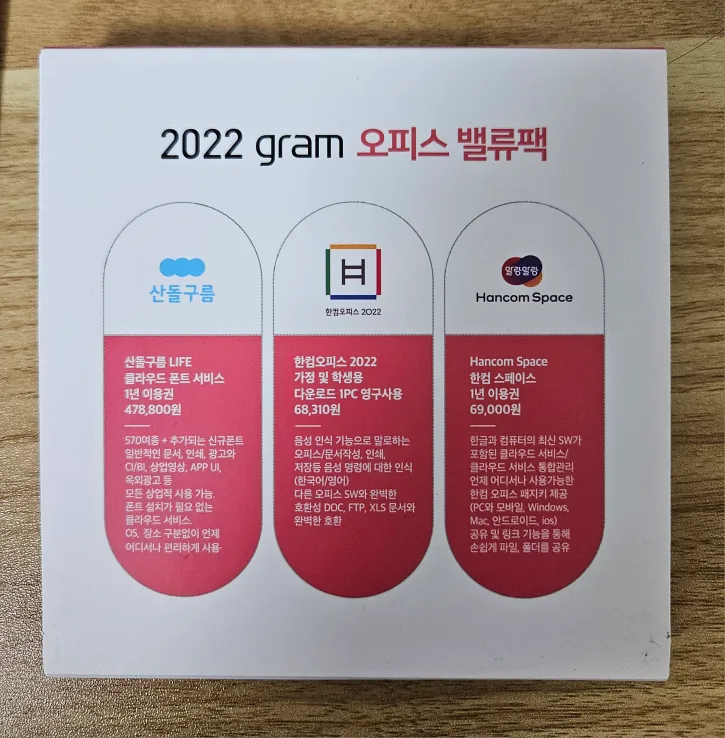 2022 gram 오피스 밸류팩
산돌구름
산돌구름 LIFE
클라우드 폰트 서비스
1년 이용권
478,800원
570여종 + 추가되는 신규폰트
일반적인 문서, 인쇄, 광고와
CI/BI, 상업영상, APP UI,
옥외광고 등
모든 상업적 사용 가능.
폰트 설치가 필요 없는
클라우드 서비스.
OS, 장소 구분없이 언제
어디서나 편리하게 사용·
한컴오피스 2022
한컴오피스 2022
가정 및 학생용
다운로드 1PC 영구사용
68,310원
음성 인식 기능으로 말로하는
오피스/문서작성, 인쇄,
저장등 음성 명령에 대한 인식
(한국어/영어)
다른 오피스 SW와 완벽한
호환성 DOC, FTP, XLS 문서와
완벽한 호환
말랑말랑
Hancom Space
Hancom Space
한컴 스페이스
1년 이용권
69,000원
한글과 컴퓨터의 최신 SW가
포함된 클라우드 서비스/
클라우드 서비스 통합관리
언제 어디서나 사용가능한
한컴 오피스 패지키 제공
(PC와 모바일, Windows,
Mac, 안드로이드, ios)
공유 및 링크 기능을 통해
손쉽게 파일, 폴더를 공유